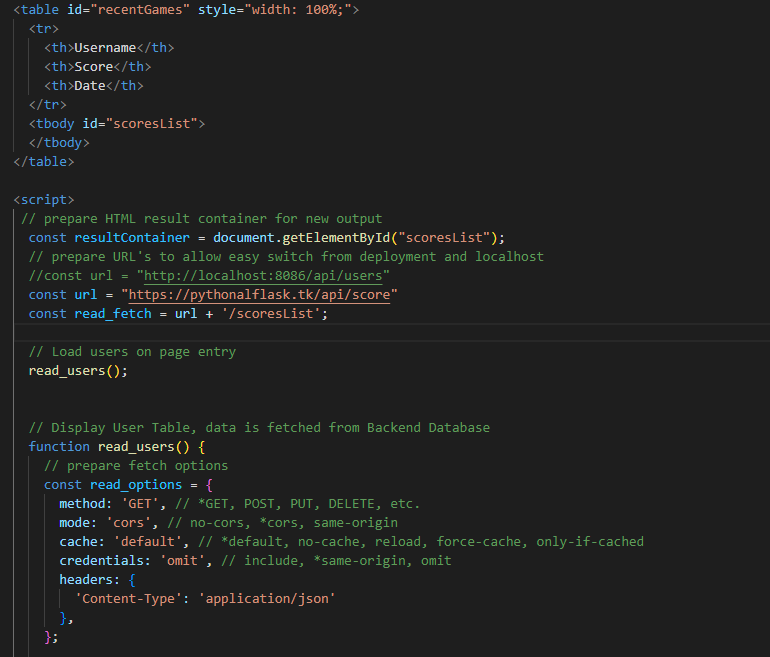 <table id="recentGames" style="width: 100%;">
<tr>
<th>Username</th>
<th>Score</th>
<th>Date</th>
</tr>
<tbody id="scoresList">
</tbody>
</table>
<script>
// prepare HTML result container for new output
const resultContainer = document.getElementById("scoresList");
// prepare URL's to allow easy switch from deployment and localhost
//const url = "http://localhost:8086/api/users"
const url = "https://pythonalflask.tk/api/score"
const read_fetch = url + '/scoresList';
// Load users on page entry
read_users();
// Display User Table, data is fetched from Backend Database
function read_users() {
// prepare fetch options
const read_options = {
method: 'GET', // *GET, POST, PUT, DELETE, etc.
mode: 'cors', // no-cors, *cors, same-origin
cache: 'default', // *default, no-cache, reload, force-cache, only-if-cached
credentials: 'omit', // include, *same-origin, omit
headers: {
'Content-Type': 'application/json'
},
};